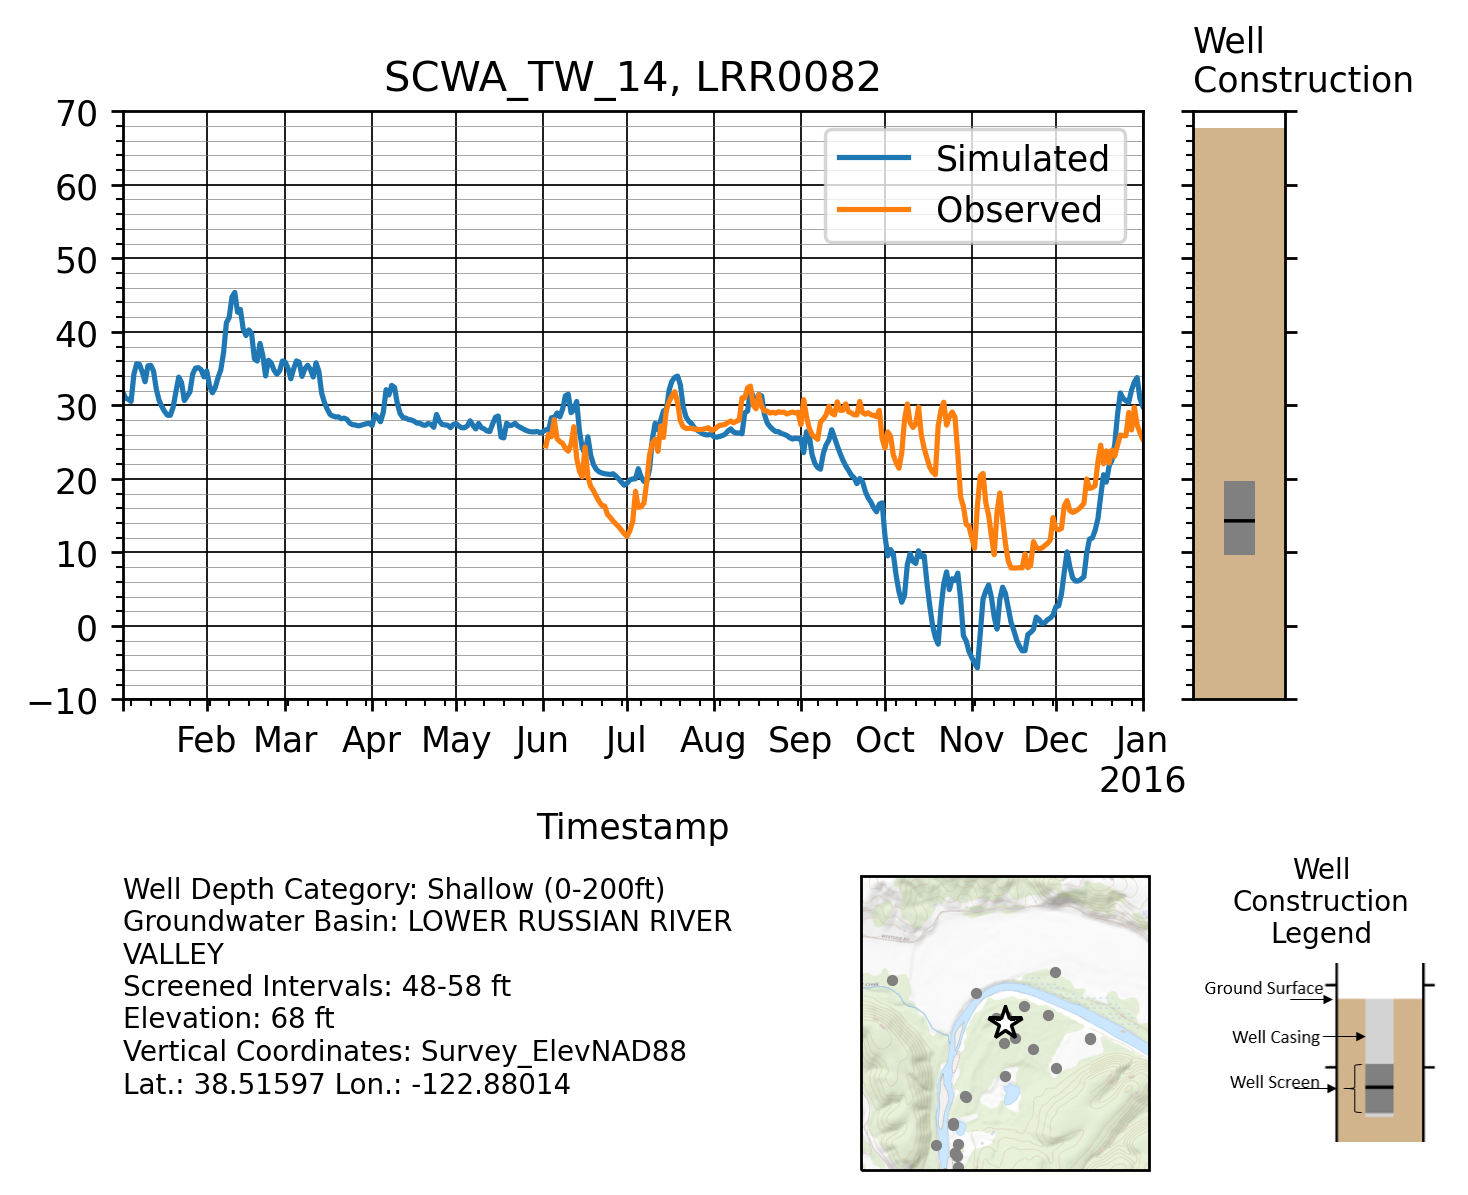 Well
Construction
SCWA_TW_14, LRR0082
70
60
50
40
30
20
10
0
−10
Simulated
Observed
Feb Mar Apr May Jun Jul Aug Sep Oct Nov Dec Jan
2016
Timestamp
Well Depth Category: Shallow (0-200ft)
Groundwater Basin: LOWER RUSSIAN RIVER
VALLEY
Screened Intervals: 48-58 ft
Elevation: 68 ft
Vertical Coordinates: Survey_ElevNAD88
Lat.: 38.51597 Lon.: -122.88014
Well
Construction
Legend
Ground Surface
Well Casing
Well Screen